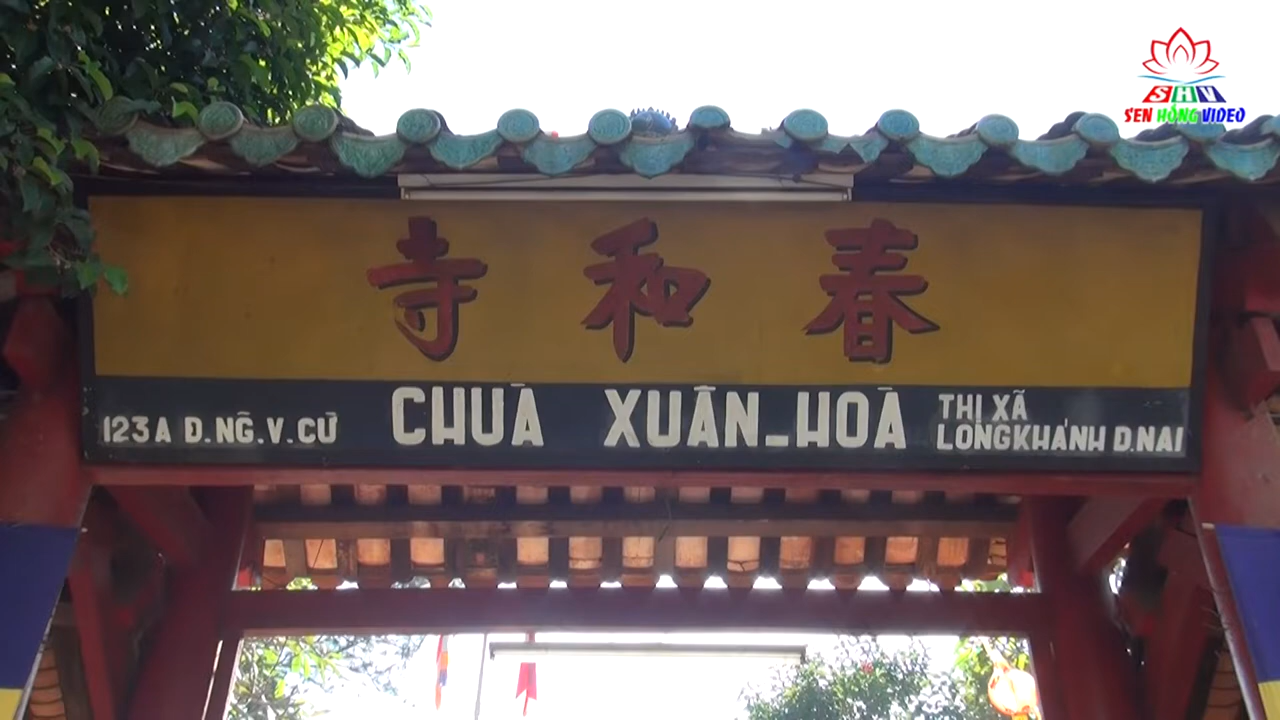 SHV
SEN HỒNG VIDEO
寺和春
123A Đ.NG.V.CỪ
CHÙA XUÂN_HOÀ
THỊ XÃ
LONGKHÁNH Đ.NAI